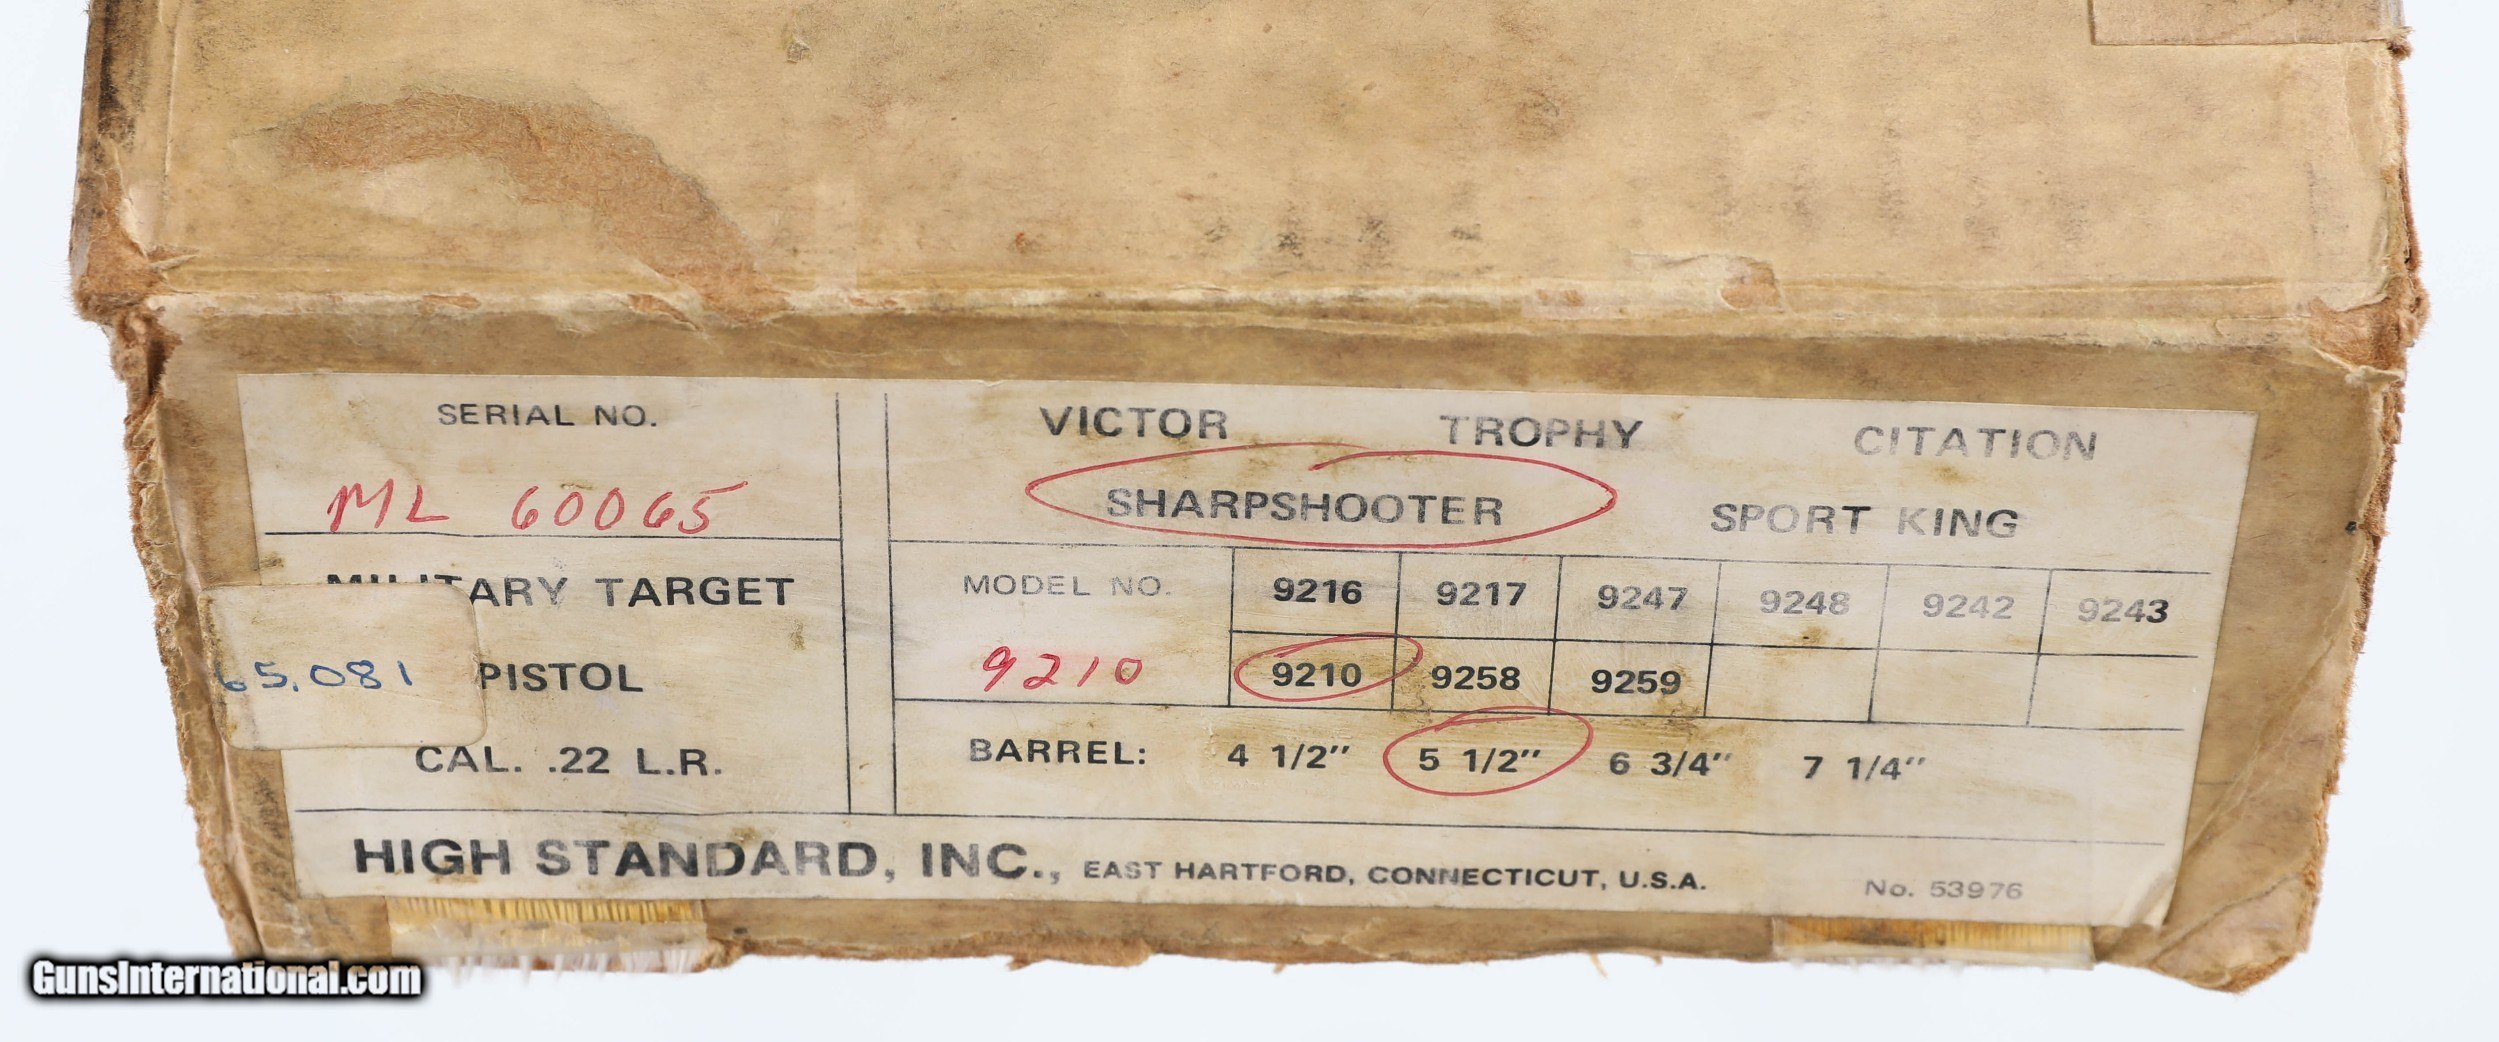 SERIAL NO.
ML 60065
MILITARY TARGET
PISTOL
CAL. .22 L.R.
65.081
VICTOR TROPHY CITATION
SHARPSHOOTER SPORT KING
MODEL NO. 9216 9217 9247 9248 9242 9243
9210 9210 9258 9259
BARREL: 4 1/2" 5 1/2" 6 3/4" 7 1/4"
HIGH STANDARD, INC., EAST HARTFORD, CONNECTICUT, U.S.A. No. 53976
GunsInternational.com